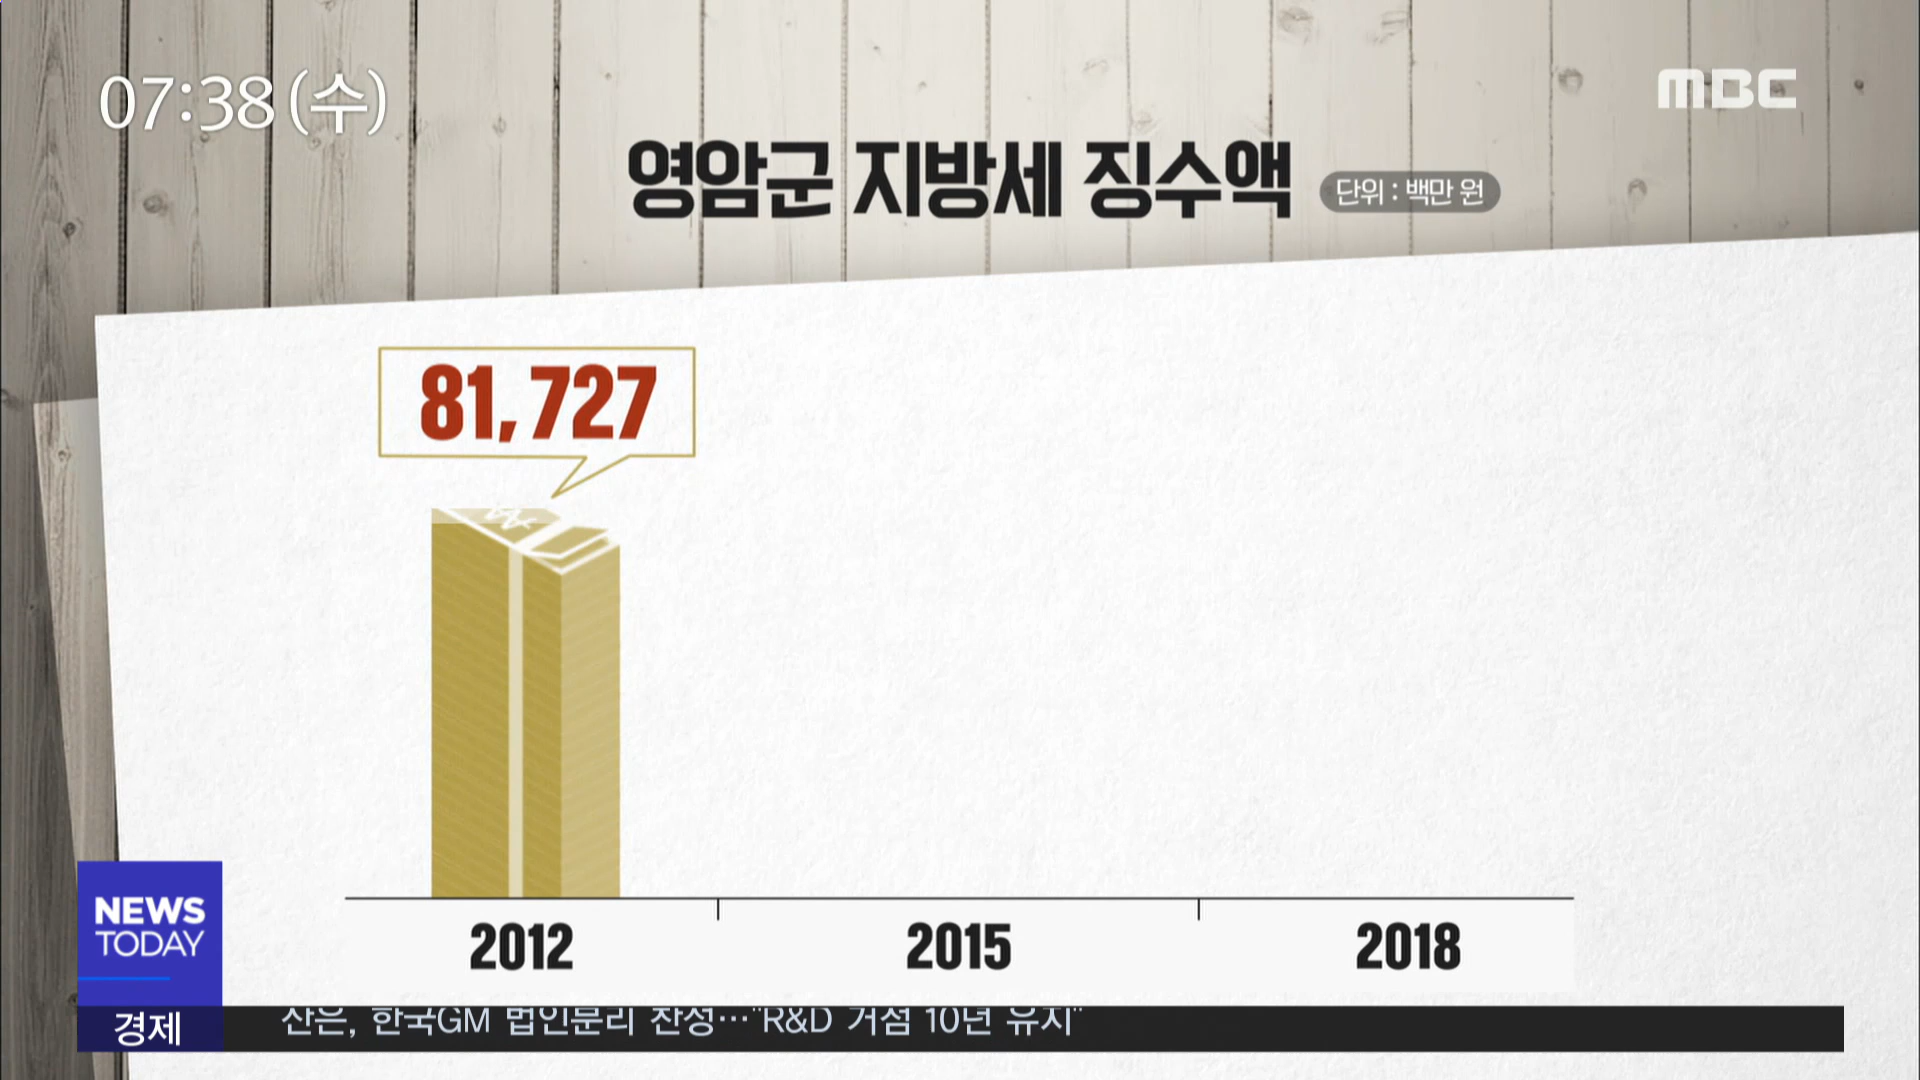 07:38 (수)
MBC
영암군 지방세 징수액
단위 : 백만 원
81,727
2012
2015
2018
NEWS
TODAY
경제
산은, 한국GM 법인분리 찬성…"R&D 거점 10년 유지"